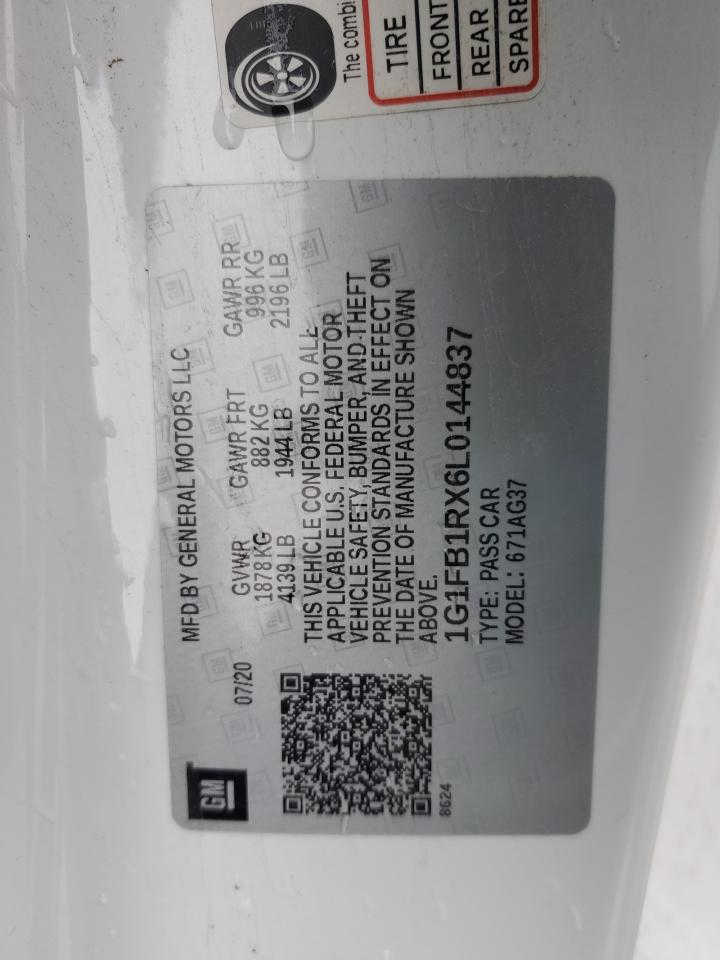 The combi
TIRE
FRONT
REAR
SPARE
GM
MFD BY GENERAL MOTORS LLC
07/20
GVWR GAWR FRT GAWR RR
1878 KG 882 KG 996 KG
4139 LB 1944 LB 2196 LB
THIS VEHICLE CONFORMS TO ALL
APPLICABLE U.S. FEDERAL MOTOR
VEHICLE SAFETY, BUMPER, AND THEFT
PREVENTION STANDARDS IN EFFECT ON
THE DATE OF MANUFACTURE SHOWN
ABOVE.
1G1FB1RX6L0144837
TYPE: PASS CAR
MODEL: 671AG37
8624